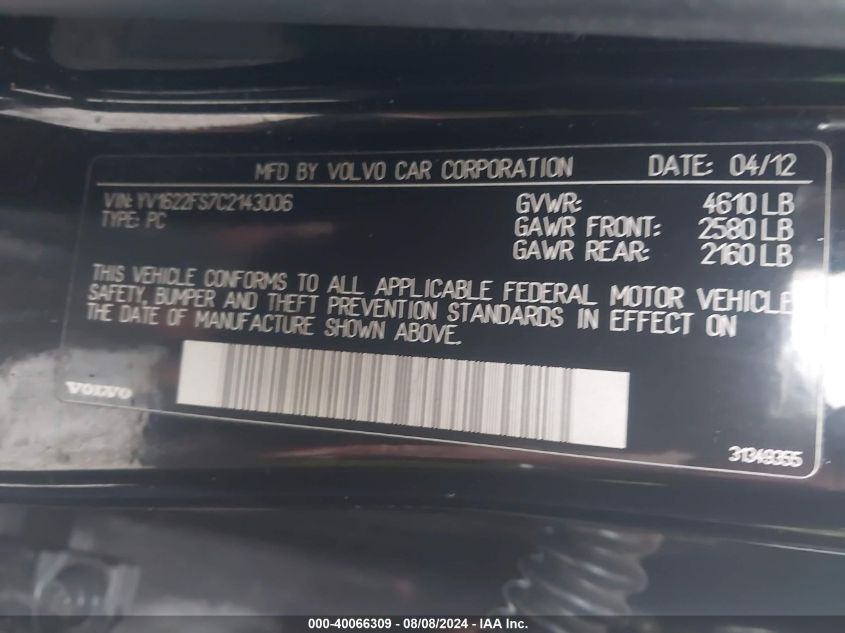 MFD BY VOLVO CAR CORPORATION DATE: 04/12
VIN: YV1622FS7C2143006 GVWR: 4610 LB
TYPE: PC GAWR FRONT: 2580 LB
GAWR REAR: 2160 LB
THIS VEHICLE CONFORMS TO ALL APPLICABLE FEDERAL MOTOR VEHICLE
SAFETY, BUMPER AND THEFT PREVENTION STANDARDS IN EFFECT ON
THE DATE OF MANUFACTURE SHOWN ABOVE.
VOLVO
31349355
000-40066309 - 08/08/2024 - IAA Inc.